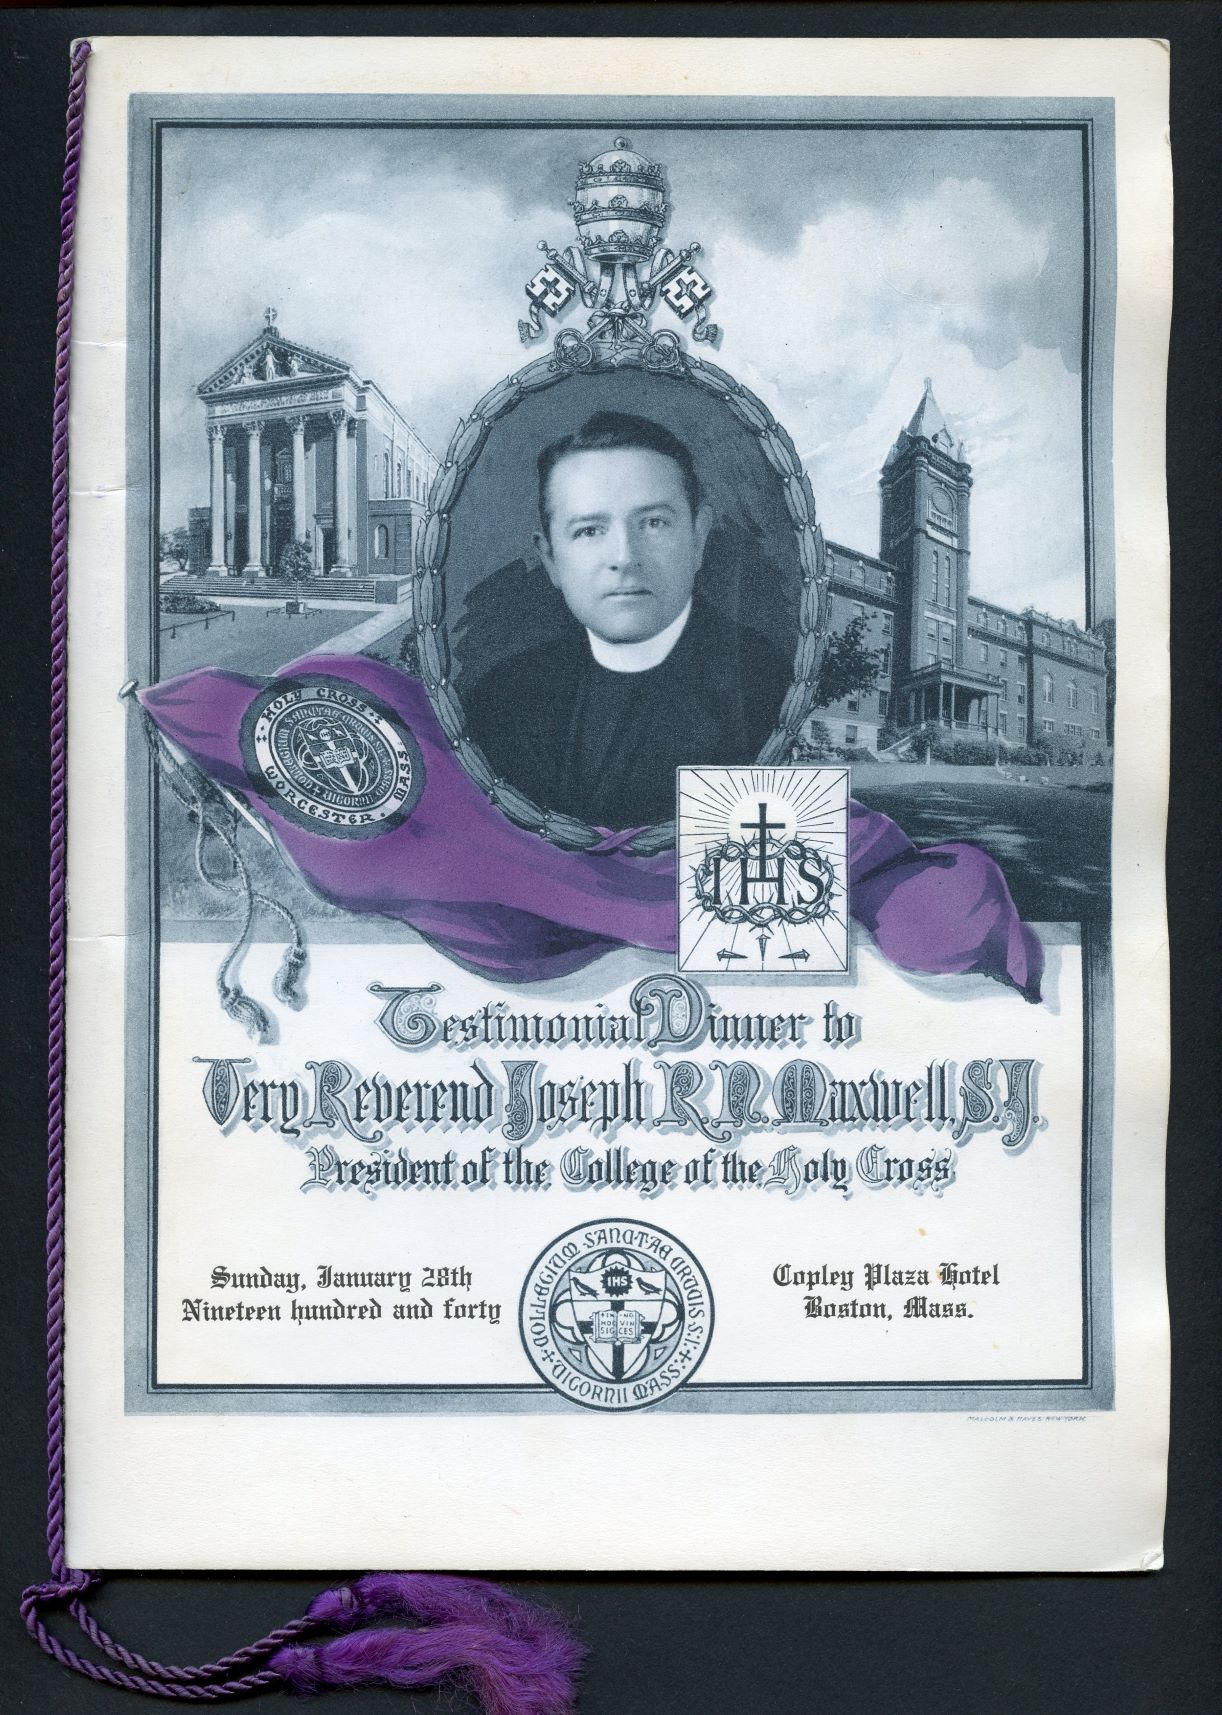 HOLY CROSS
WORCESTER. MASS
IHS
Testimonial Dinner to
Very Reverend Joseph R. N. Maxwell, S.J.
President of the College of the Holy Cross
Sunday, January 28th
Nineteen hundred and forty
Copley Plaza Hotel
Boston, Mass.
COLLEGIUM SANCTAE CRUCIS S.I.
VIGORNII MASS.
IHS
IN HOC SIGNO VINCES
MALCOLM B. HAYES NEW YORK